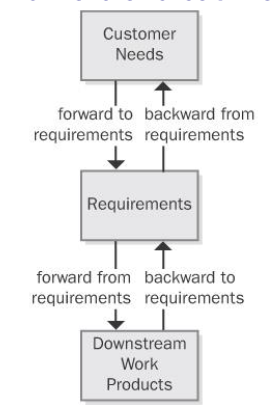 Customer
Needs
forward to
requirements
backward from
requirements
Requirements
forward from
requirements
backward to
requirements
Downstream
Work
Products